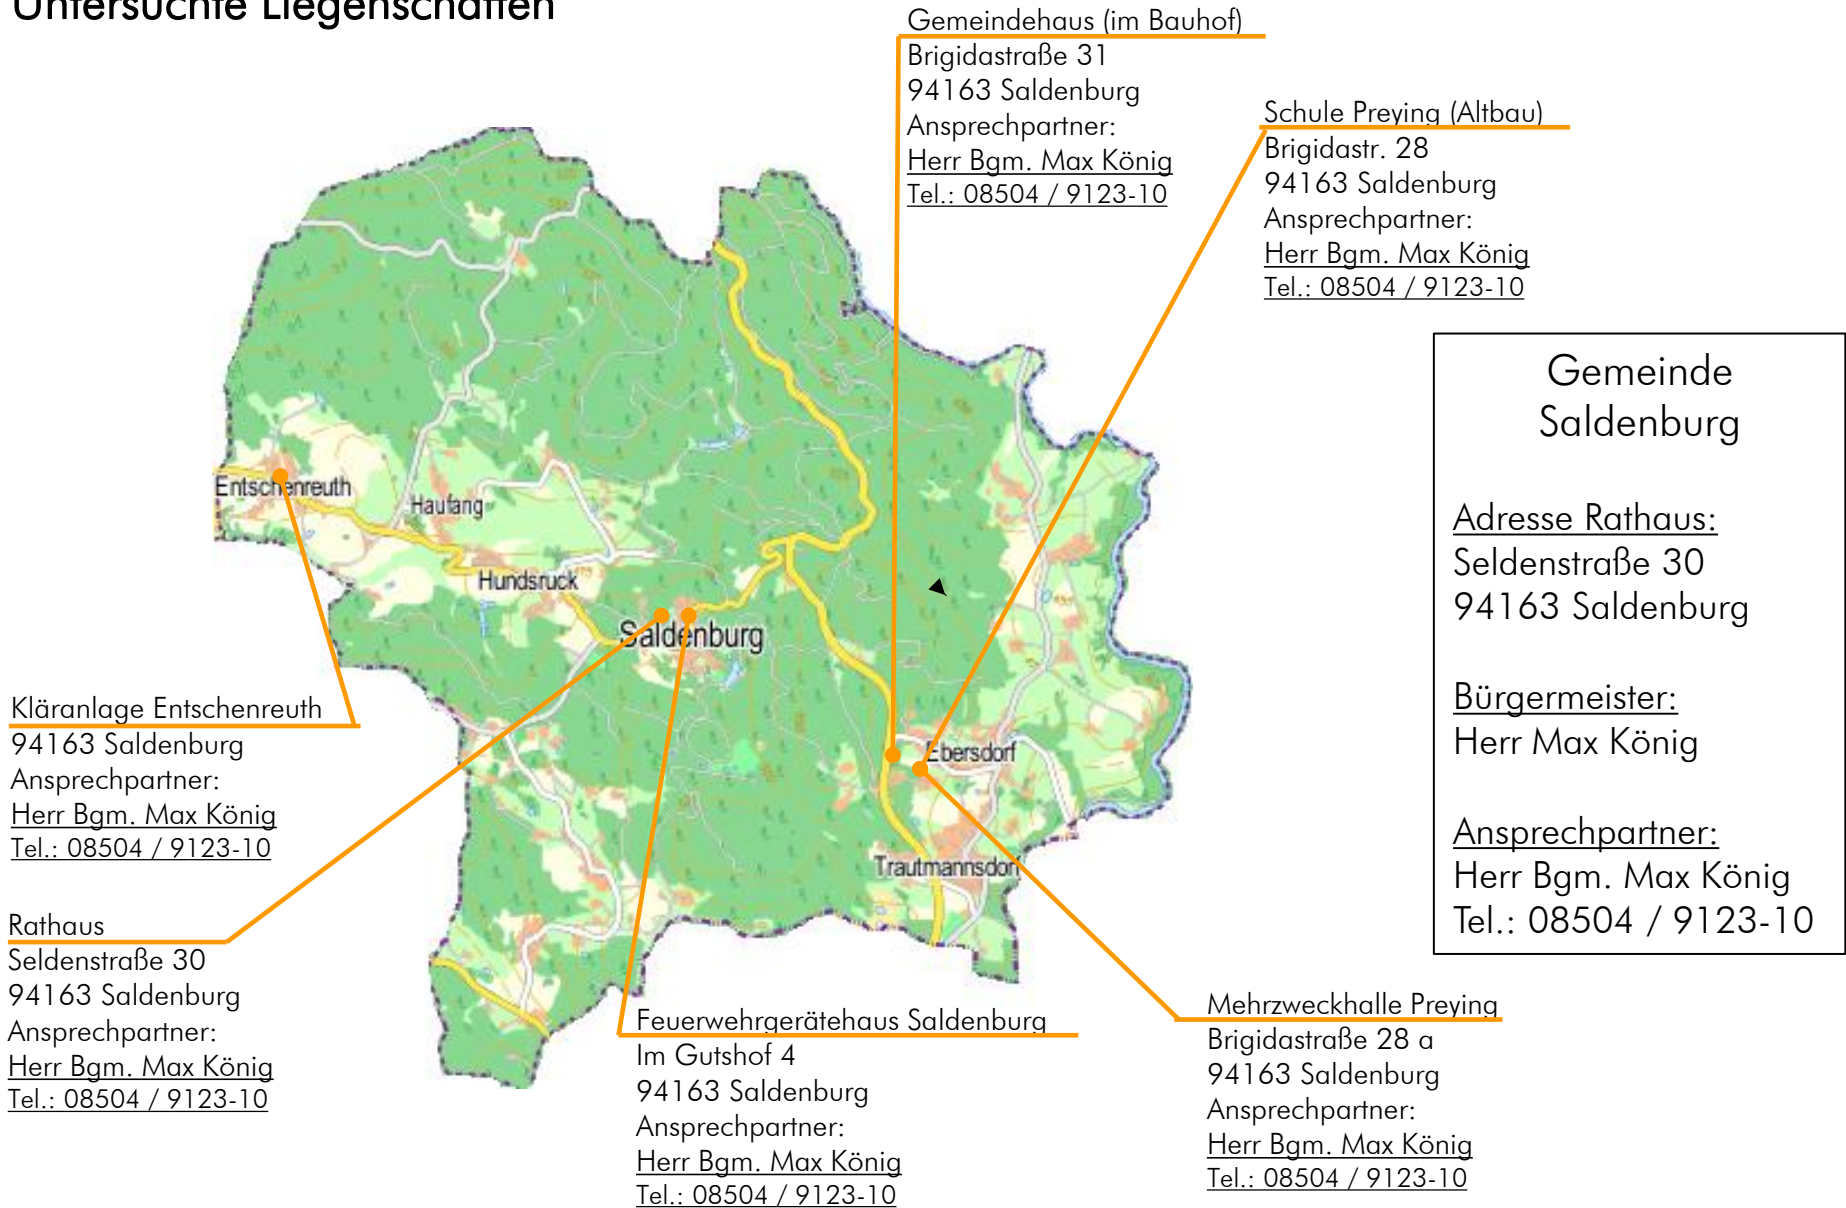 Untersuchte Liegenschaften
Gemeindehaus (im Bauhof)
Brigidastraße 31
94163 Saldenburg
Ansprechpartner:
Herr Bgm. Max König
Tel.: 08504 / 9123-10
Schule Preying (Altbau)
Brigidastr. 28
94163 Saldenburg
Ansprechpartner:
Herr Bgm. Max König
Tel.: 08504 / 9123-10
Gemeinde
Saldenburg
Adresse Rathaus:
Seldenstraße 30
94163 Saldenburg
Bürgermeister:
Herr Max König
Ansprechpartner:
Herr Bgm. Max König
Tel.: 08504 / 9123-10
Entschenreuth
Haufang
Hundsruck
Saldenburg
Ebersdorf
Trautmannsdorf
Kläranlage Entschenreuth
94163 Saldenburg
Ansprechpartner:
Herr Bgm. Max König
Tel.: 08504 / 9123-10
Rathaus
Seldenstraße 30
94163 Saldenburg
Ansprechpartner:
Herr Bgm. Max König
Tel.: 08504 / 9123-10
Feuerwehrgerätehaus Saldenburg
Im Gutshof 4
94163 Saldenburg
Ansprechpartner:
Herr Bgm. Max König
Tel.: 08504 / 9123-10
Mehrzweckhalle Preying
Brigidastraße 28 a
94163 Saldenburg
Ansprechpartner:
Herr Bgm. Max König
Tel.: 08504 / 9123-10